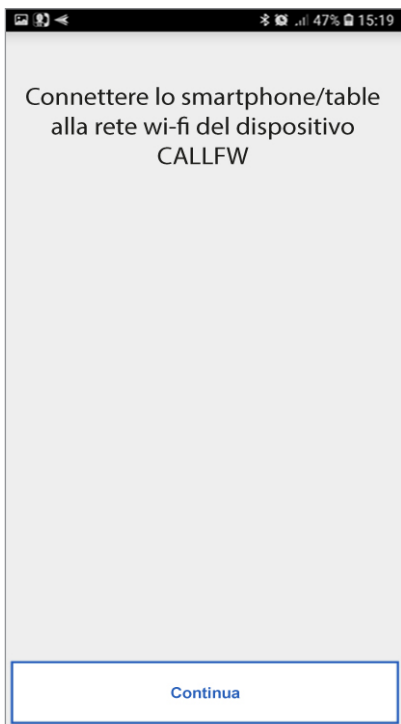 47% 15:19
Connettere lo smartphone/table
alla rete wi-fi del dispositivo
CALLFW
Continua